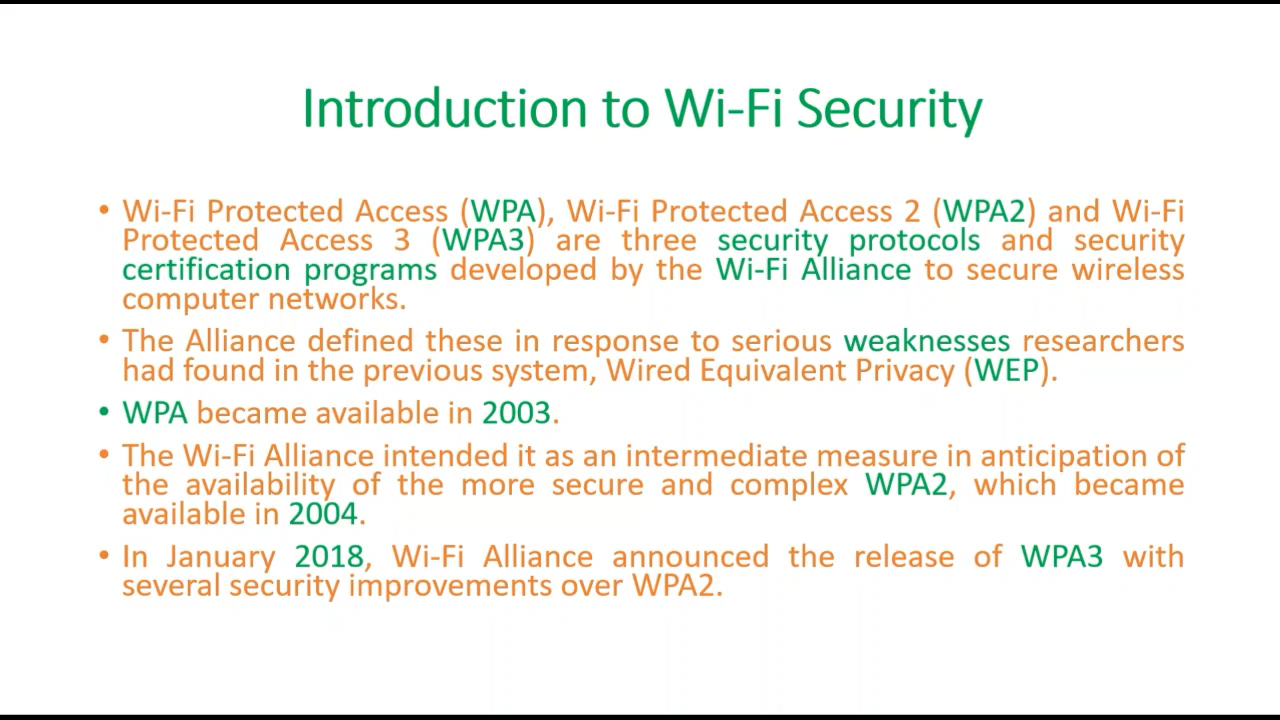 Introduction to Wi-Fi Security
• Wi-Fi Protected Access (WPA), Wi-Fi Protected Access 2 (WPA2) and Wi-Fi
Protected Access 3 (WPA3) are three security protocols and security
certification programs developed by the Wi-Fi Alliance to secure wireless
computer networks.
• The Alliance defined these in response to serious weaknesses researchers
had found in the previous system, Wired Equivalent Privacy (WEP).
• WPA became available in 2003.
• The Wi-Fi Alliance intended it as an intermediate measure in anticipation of
the availability of the more secure and complex WPA2, which became
available in 2004.
• In January 2018, Wi-Fi Alliance announced the release of WPA3 with
several security improvements over WPA2.